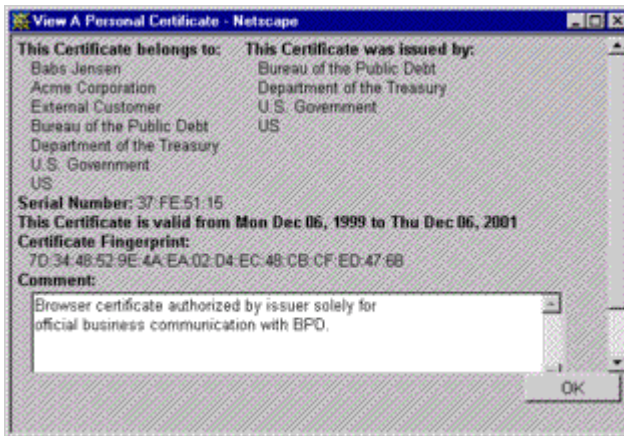 View A Personal Certificate - Netscape
This Certificate belongs to:
Babs Jensen
Acme Corporation
External Customer
Bureau of the Public Debt
Department of the Treasury
U.S. Government
US
This Certificate was issued by:
Bureau of the Public Debt
Department of the Treasury
U.S. Government
US
Serial Number: 37:FE:51:15
This Certificate is valid from Mon Dec 06, 1999 to Thu Dec 06, 2001
Certificate Fingerprint:
7D:34:48:52:9E:4A:EA:02:D4:EC:48:CB:CF:ED:47:6B
Comment:
Browser certificate authorized by issuer solely for
official business communication with BPD.
OK